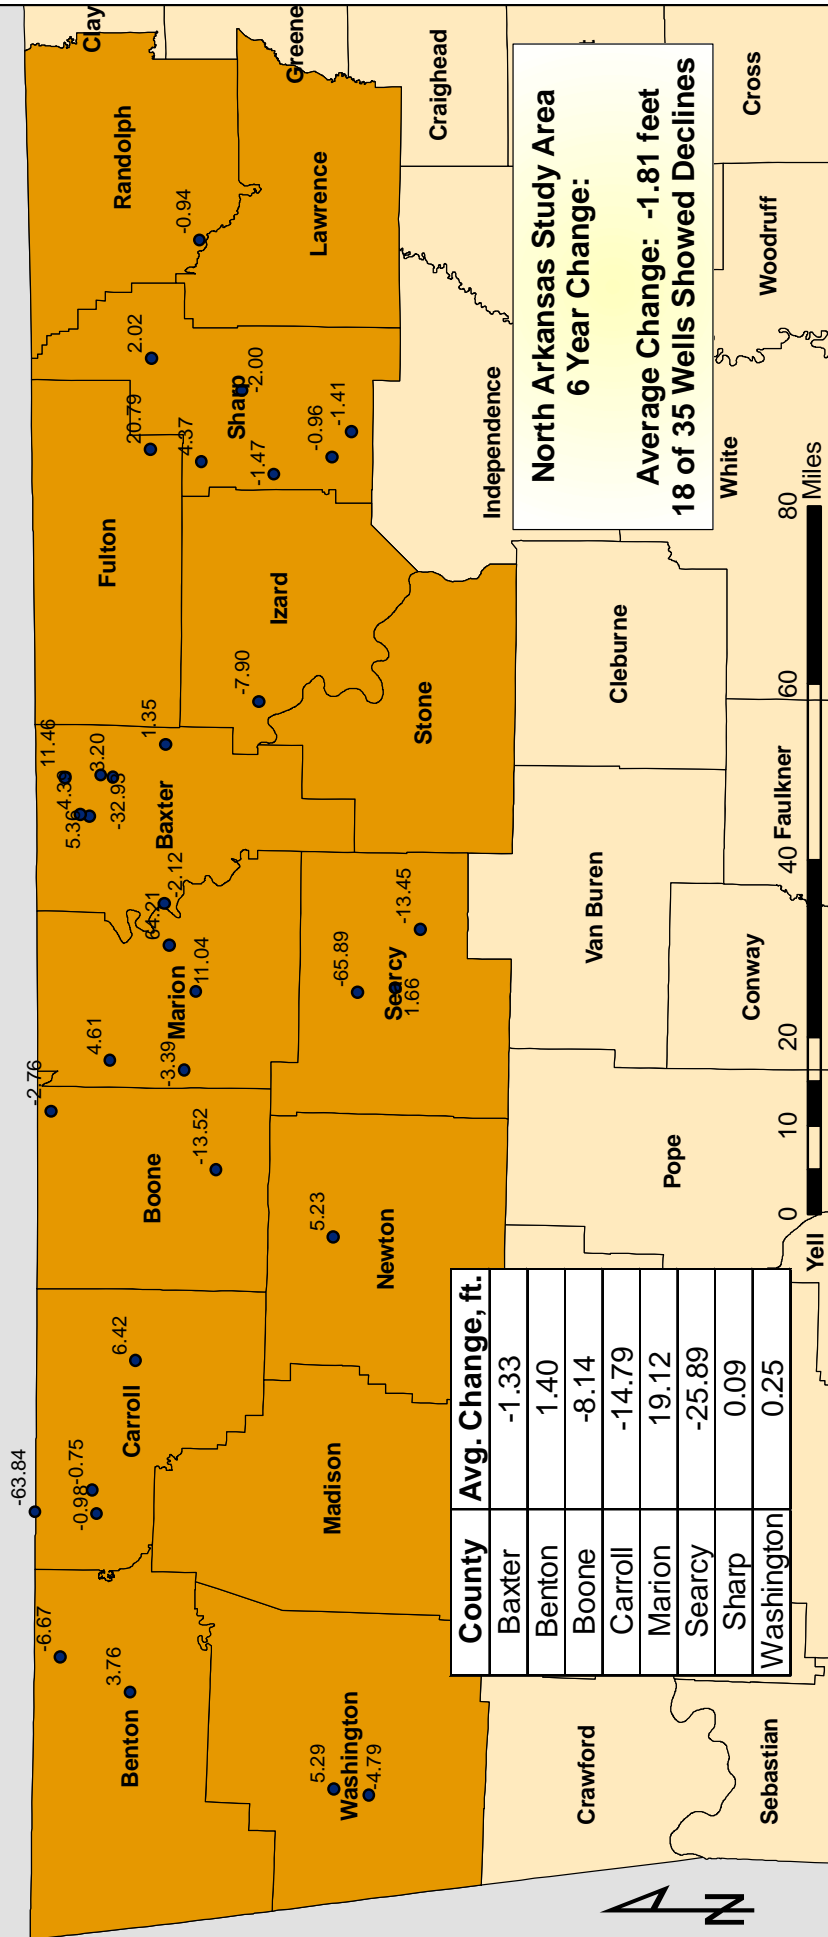 -63.84
-6.67
3.76
Benton
-0.98
-0.75
Carroll
6.42
-2.76
Boone
-13.52
4.61
-3.39
Marion
11.04
64.21
-2.12
11.46
5.36
3.20
-32.93
Baxter
1.35
Fulton
20.79
2.02
4.37
Sharp
-2.00
-1.47
-0.96
-1.41
Randolph
-0.94
Clay
Greene
Lawrence
Craighead
Izard
-7.90
Stone
Independence
5.29
Washington
-4.79
Madison
Newton
5.23
-65.89
Searcy
1.66
-13.45
Crawford
Sebastian
Pope
Yell
Van Buren
Conway
Cleburne
Faulkner
White
Woodruff
Cross
North Arkansas Study Area
6 Year Change:
Average Change: -1.81 feet
18 of 35 Wells Showed Declines
County Avg. Change, ft.
Baxter -1.33
Benton 1.40
Boone -8.14
Carroll -14.79
Marion 19.12
Searcy -25.89
Sharp 0.09
Washington 0.25
0 10 20 40 60 80
Miles
N